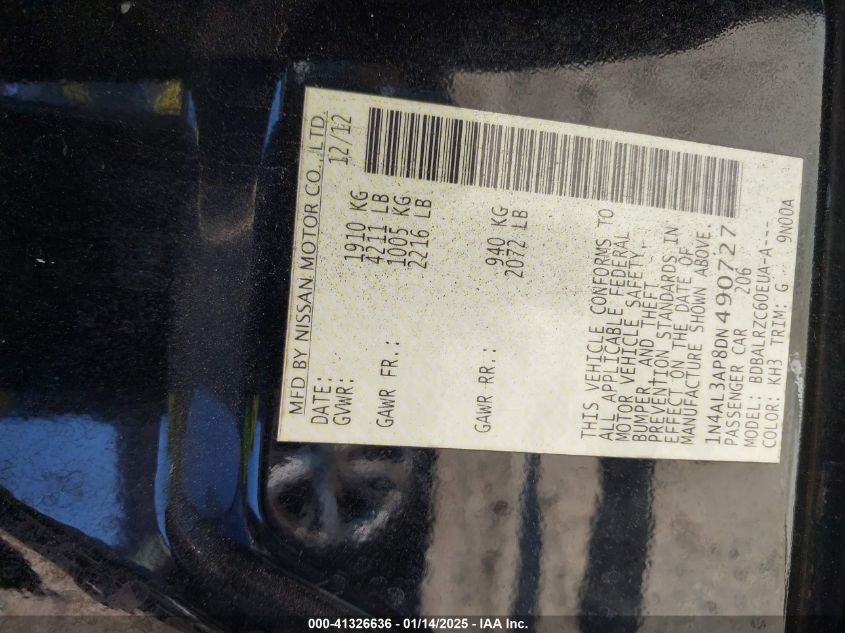 MFD BY NISSAN MOTOR CO., LTD.
DATE: 12/12
GVWR: 1910 KG
4211 LB
GAWR FR.: 1005 KG
2216 LB
GAWR RR.: 940 KG
2072 LB
THIS VEHICLE CONFORMS TO
ALL APPLICABLE FEDERAL
MOTOR VEHICLE SAFETY,
BUMPER, AND THEFT
PREVENTION STANDARDS IN
EFFECT ON THE DATE OF
MANUFACTURE SHOWN ABOVE.
1N4AL3AP8DN490727
PASSENGER CAR 206
MODEL: BDBALRZC60EUA-A---
COLOR: KH3 TRIM: G 9N00A
000-41326636 - 01/14/2025 - IAA Inc.